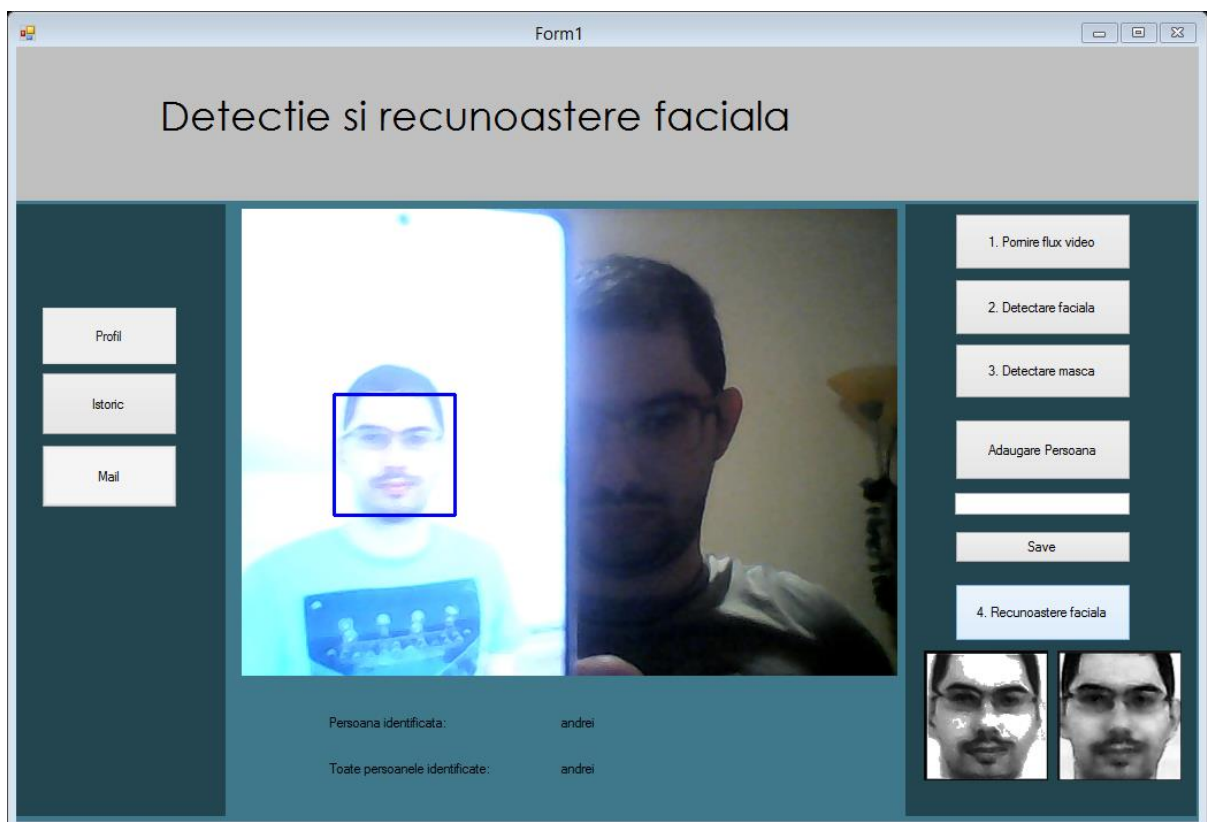 Form1
Detectie si recunoastere faciala
Profil
Istoric
Mail
1. Pornire flux video
2. Detectare faciala
3. Detectare masca
Adaugare Persoana
Save
4. Recunoastere faciala
Persoana identificata: andrei
Toate persoanele identificate: andrei